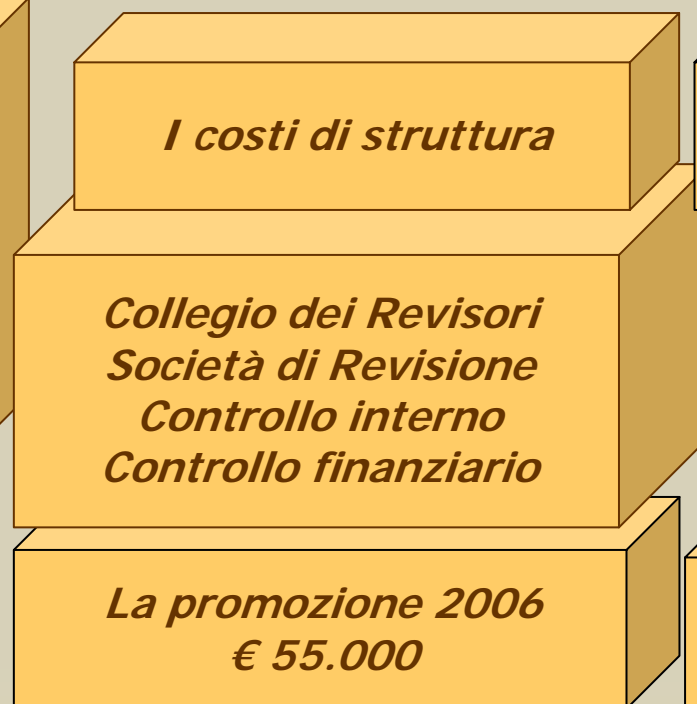 I costi di struttura
Collegio dei Revisori
Società di Revisione
Controllo interno
Controllo finanziario
La promozione 2006
€ 55.000